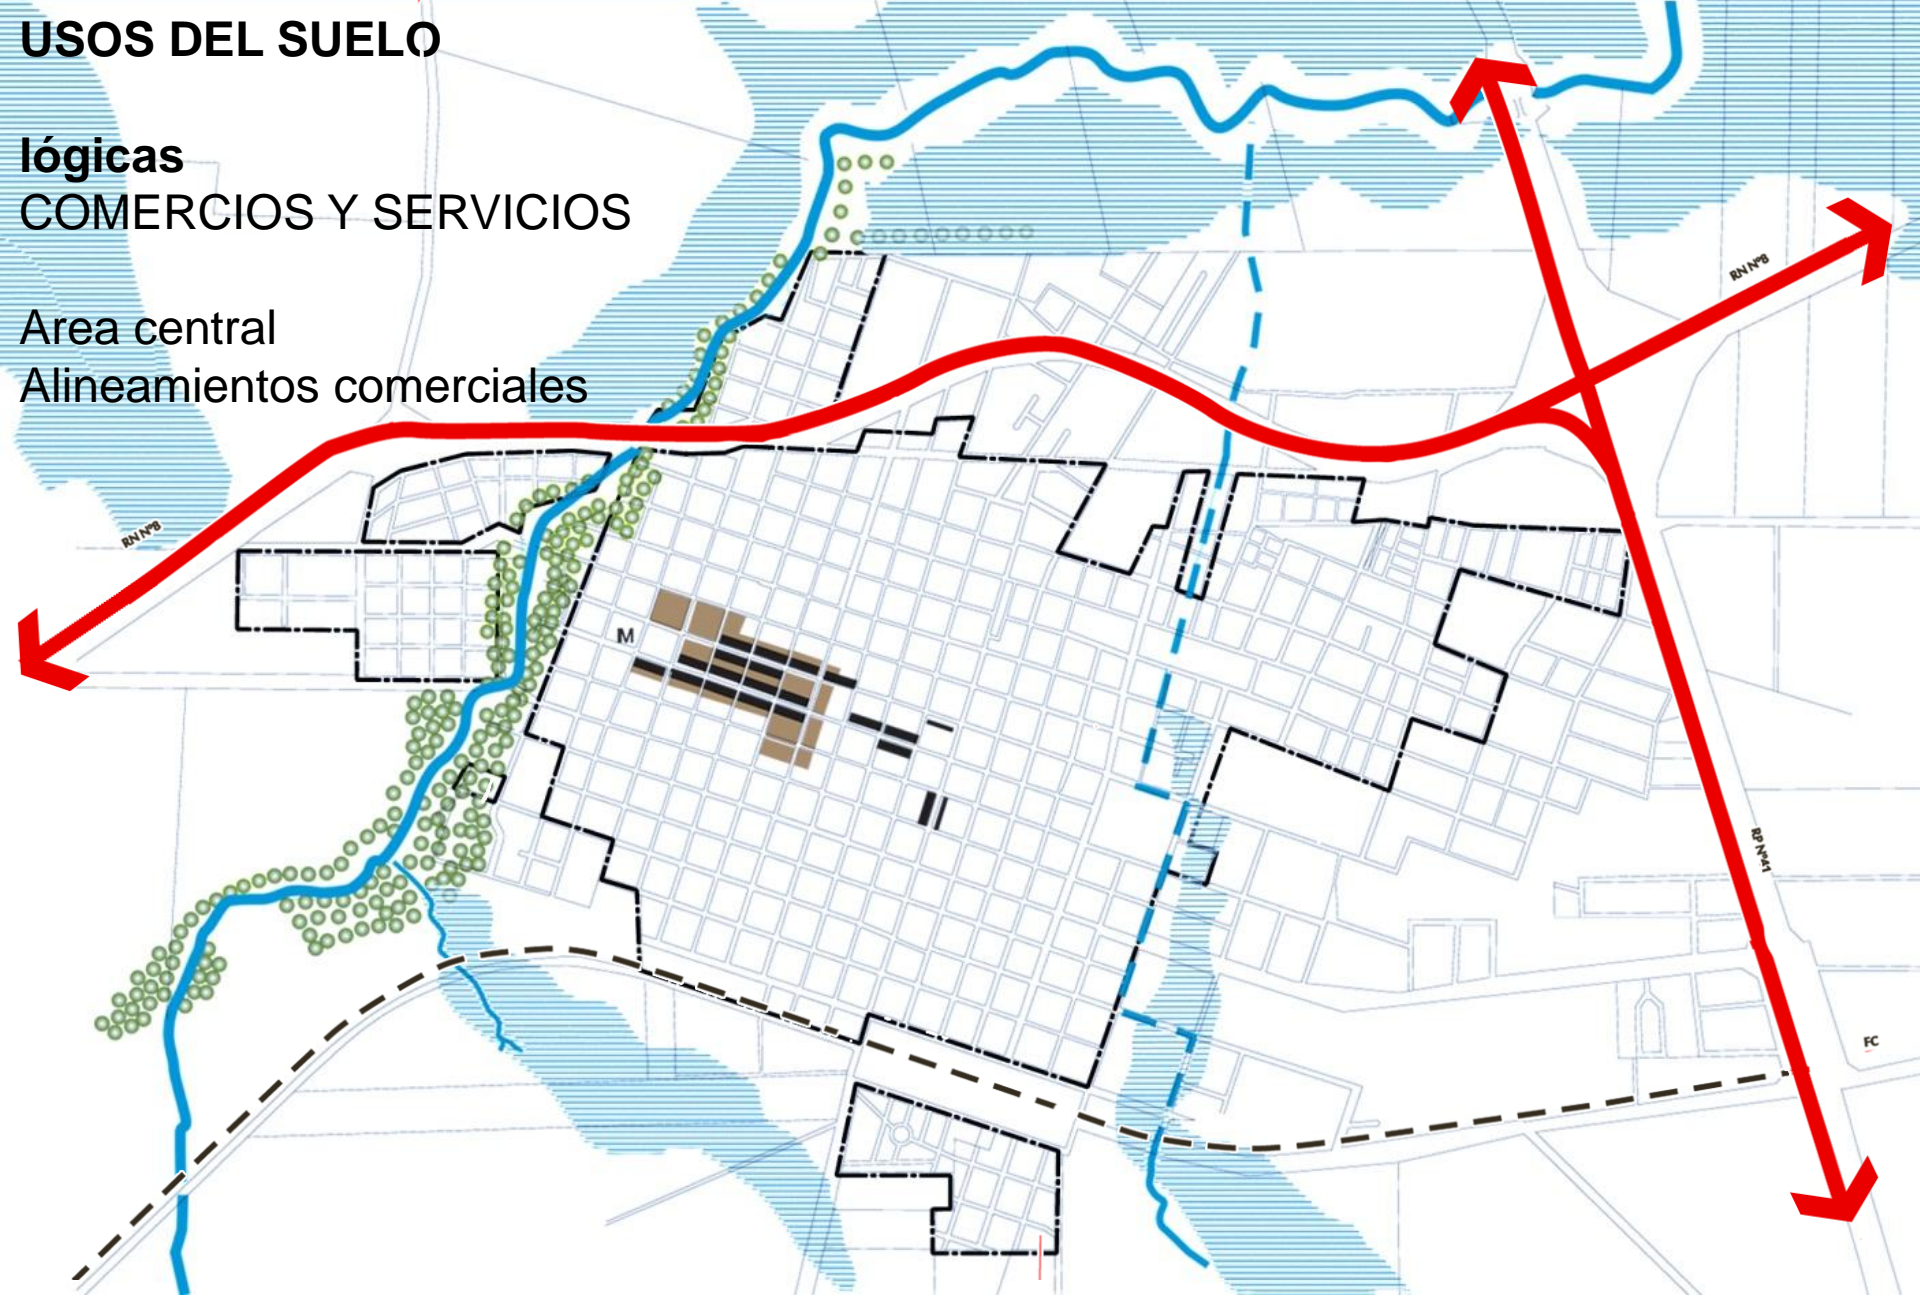 USOS DEL SUELO
lógicas
COMERCIOS Y SERVICIOS
Area central
Alineamientos comerciales
RN Nº8
RN Nº8
M
RP Nº41
FC